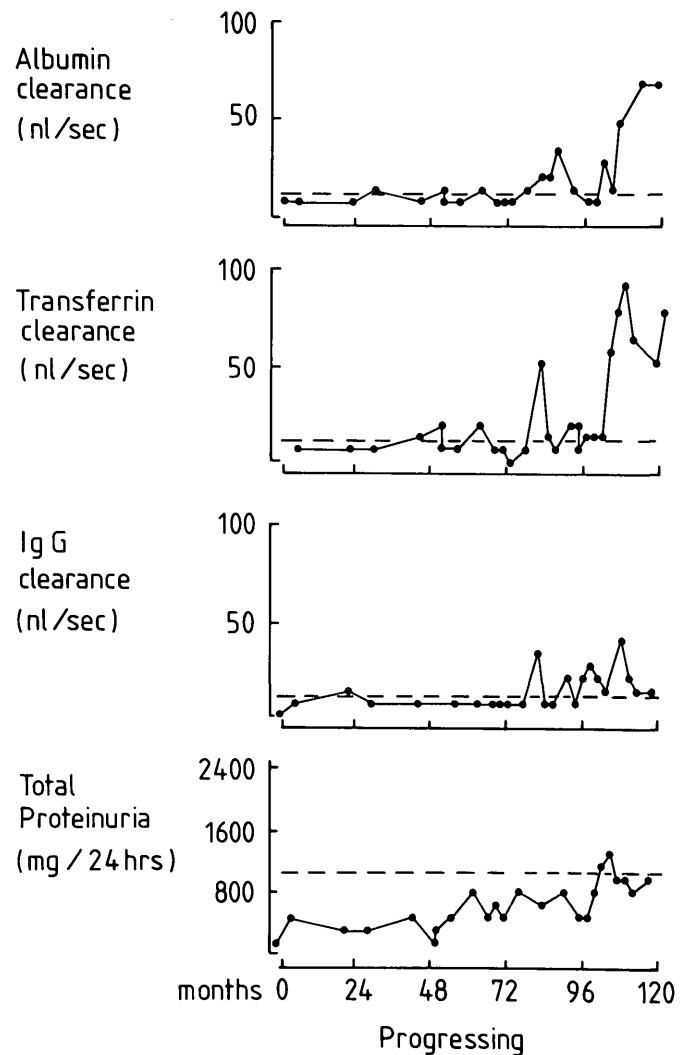 Albumin
clearance
(nl/sec)
100
50
Transferrin
clearance
(nl/sec)
100
50
Ig G
clearance
(nl/sec)
100
50
Total
Proteinuria
(mg / 24 hrs)
2400
1600
800
months 0 24 48 72 96 120
Progressing